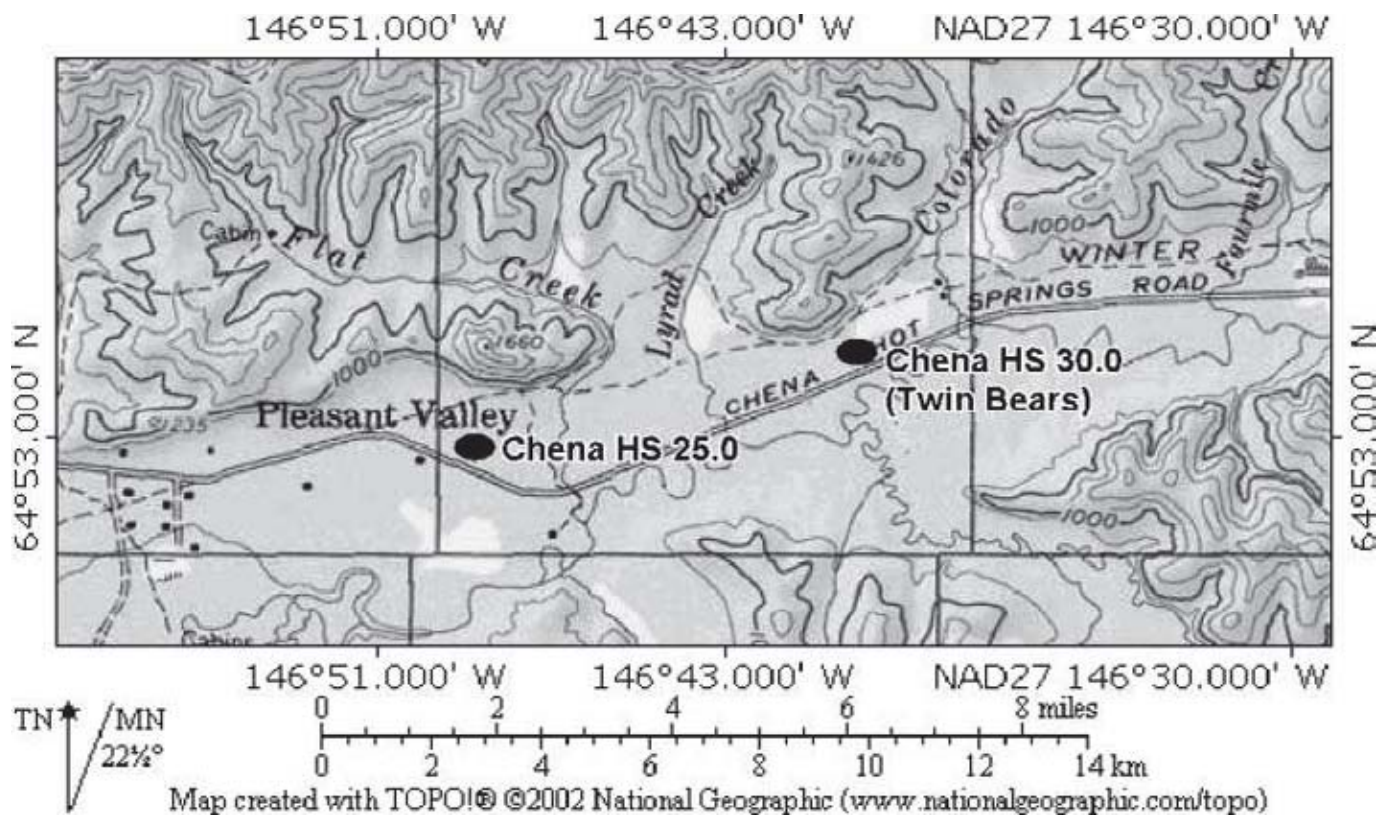 146°51.000' W 146°43.000' W NAD27 146°30.000' W
1426
Creek
Colorado
Cabin
Flat
Creek
Lyrad
1000
Fourmile
WINTER
SPRINGS ROAD
HOT
1660
1000
CHENA
Chena HS 30.0
(Twin Bears)
Pleasant Valley
1235
Chena HS 25.0
1000
64°53.000' N
64°53.000' N
Cabins
146°51.000' W 146°43.000' W NAD27 146°30.000' W
TN
MN
22½°
0 2 4 6 8 miles
0 2 4 6 8 10 12 14 km
Map created with TOPO!® ©2002 National Geographic (www.nationalgeographic.com/topo)